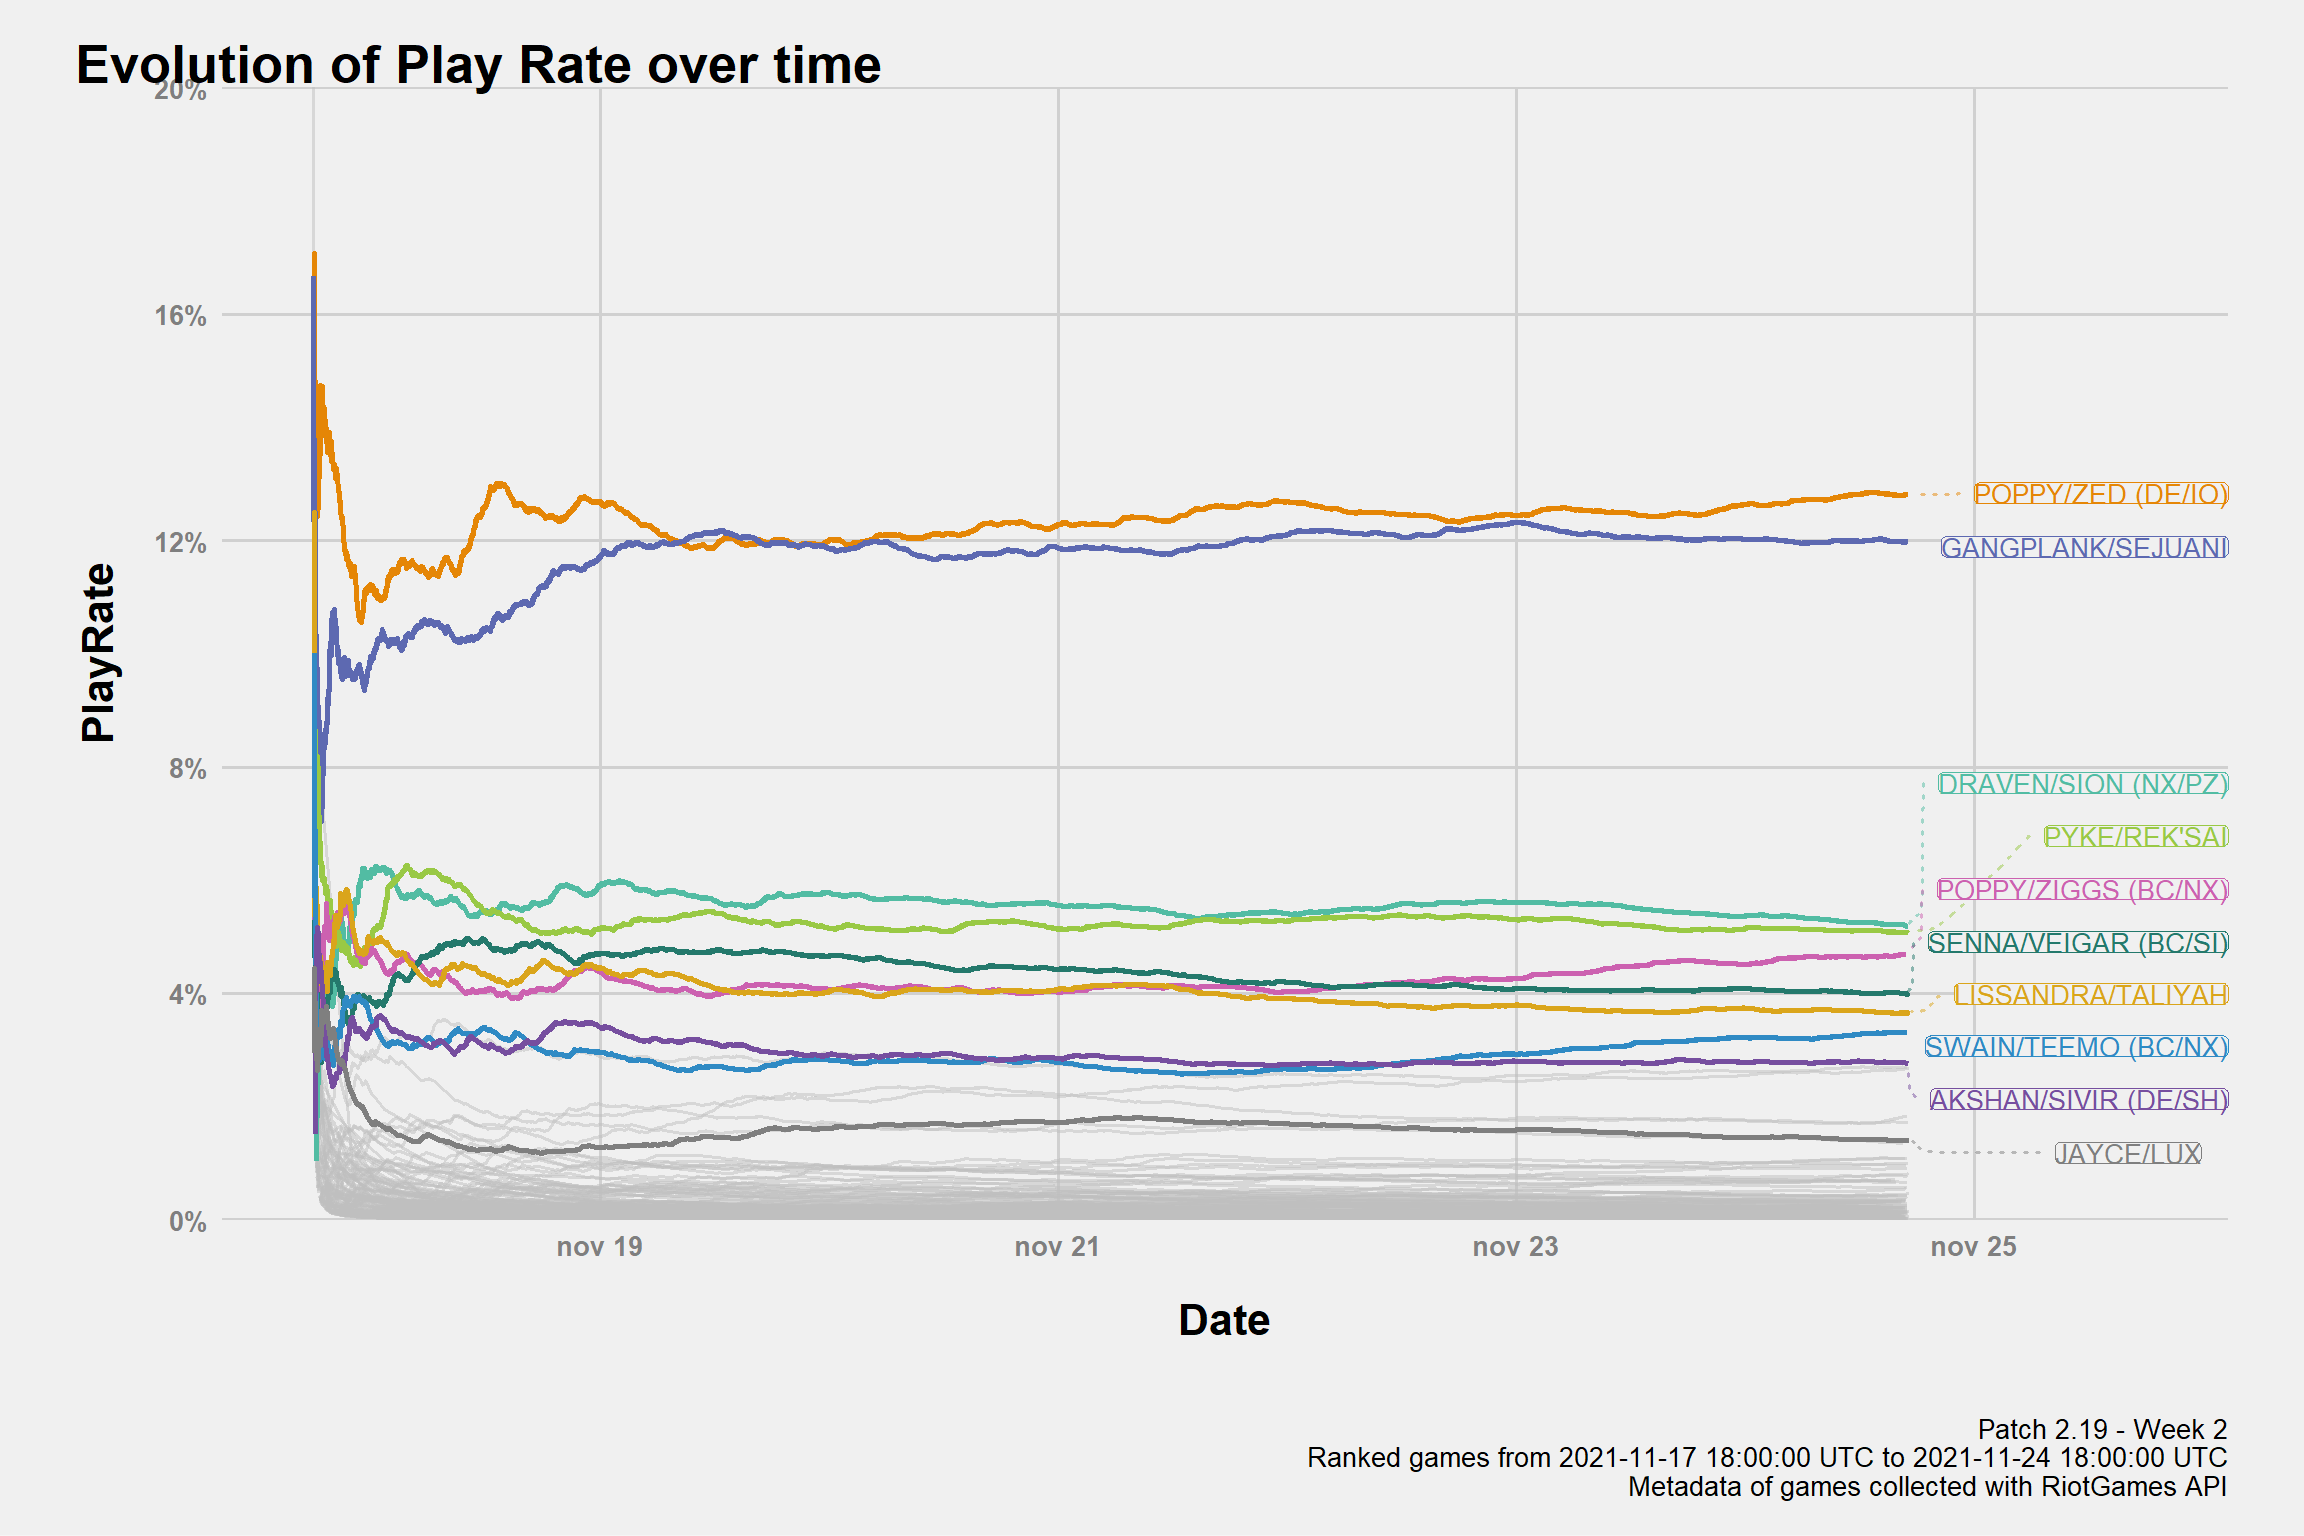 Evolution of Play Rate over time
20%
16%
12%
8%
4%
0%
PlayRate
POPPY/ZED (DE/IO)
GANGPLANK/SEJUANI
DRAVEN/SION (NX/PZ)
PYKE/REK'SAI
POPPY/ZIGGS (BC/NX)
SENNA/VEIGAR (BC/SI)
LISSANDRA/TALIYAH
SWAIN/TEEMO (BC/NX)
AKSHAN/SIVIR (DE/SH)
JAYCE/LUX
nov 19
nov 21
nov 23
nov 25
Date
Patch 2.19 - Week 2
Ranked games from 2021-11-17 18:00:00 UTC to 2021-11-24 18:00:00 UTC
Metadata of games collected with RiotGames API